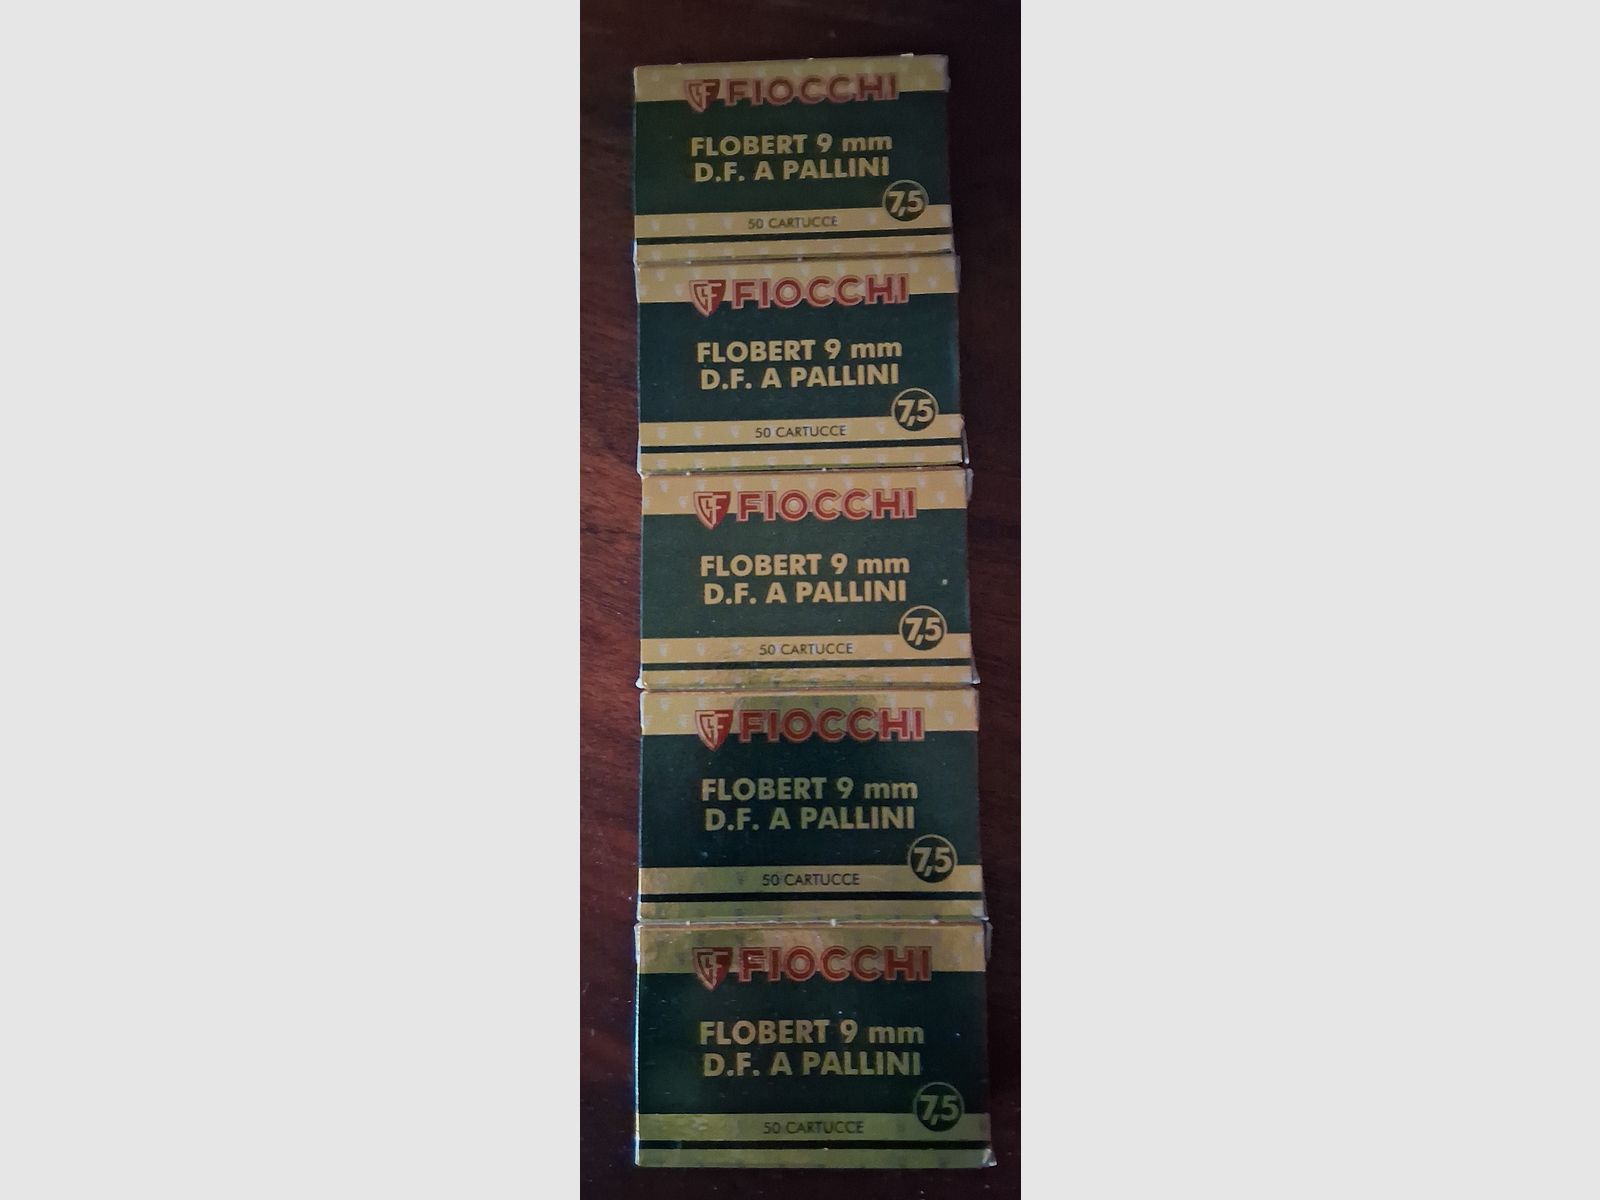 FIOCCHI
FLOBERT 9 mm
D.F. A PALLINI
7,5
50 CARTUCCE
FIOCCHI
FLOBERT 9 mm
D.F. A PALLINI
7,5
50 CARTUCCE
FIOCCHI
FLOBERT 9 mm
D.F. A PALLINI
7,5
50 CARTUCCE
FIOCCHI
FLOBERT 9 mm
D.F. A PALLINI
7,5
50 CARTUCCE
FIOCCHI
FLOBERT 9 mm
D.F. A PALLINI
7,5
50 CARTUCCE